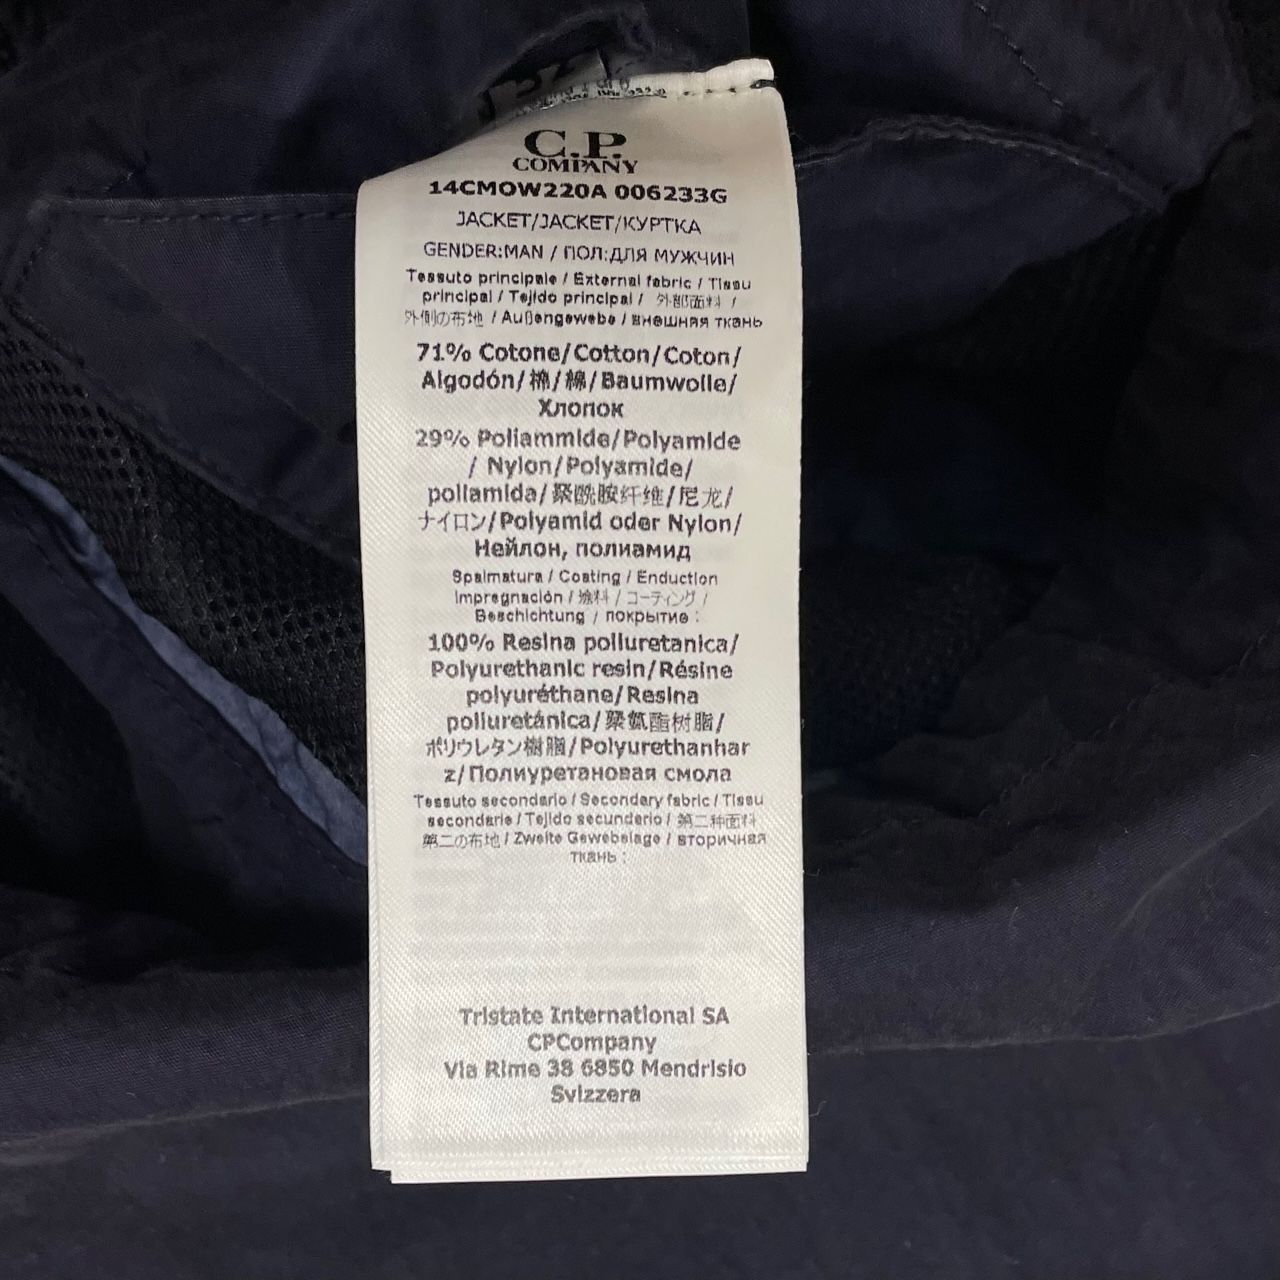 C.P.
COMPANY
14CMOW220A 006233G
JACKET/JACKET/КУРТКА
GENDER:MAN / ПОЛ:ДЛЯ МУЖЧИН
Tessuto principale / External fabric / Tissu
principal / Tejido principal / 外部面料 /
外側の布地 / Außengewebe / внешняя ткань
71% Cotone/Cotton/Coton/
Algodón/棉/綿/Baumwolle/
Хлопок
29% Poliammide/Polyamide
/ Nylon/Polyamide/
poliamida/聚酰胺纤维/尼龙/
ナイロン/Polyamid oder Nylon/
Нейлон, полиамид
Spalmatura / Coating / Enduction
Impregnación / 塗料 / コーティング /
Beschichtung / покрытие :
100% Resina poliuretanica/
Polyurethanic resin/Résine
polyuréthane/Resina
poliuretánica/聚氨酯树脂/
ポリウレタン樹脂/Polyurethanhar
z/Полиуретановая смола
Tessuto secondario / Secondary fabric / Tissu
secondarie / Tejido secundario / 第二种面料
第二の布地 / Zweite Gewebelage / вторичная
ткань :
Tristate International SA
CPCompany
Via Rime 38 6850 Mendrisio
Svizzera